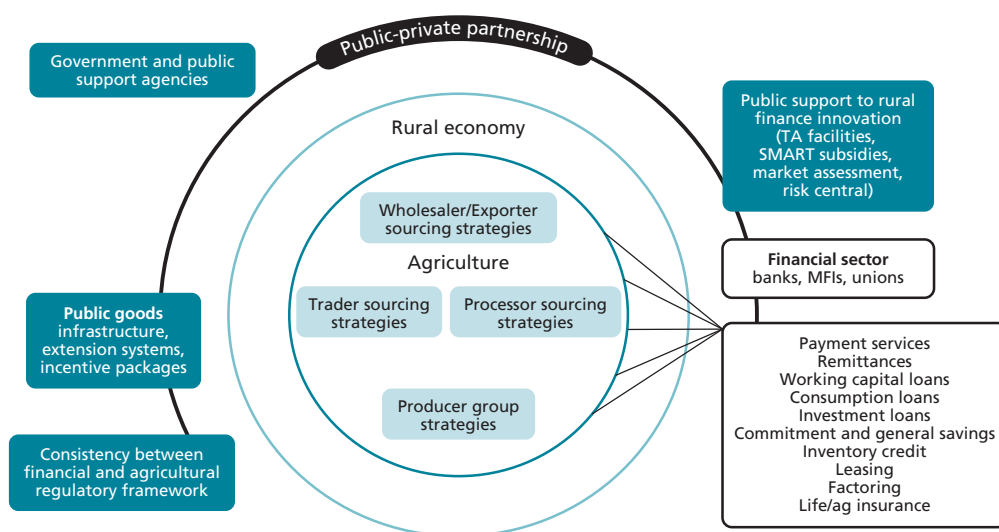 Public-private partnership
Government and public
support agencies
Public support to rural
finance innovation
(TA facilities,
SMART subsidies,
market assessment,
risk central)
Rural economy
Wholesaler/Exporter
sourcing strategies
Agriculture
Financial sector
banks, MFIs, unions
Trader sourcing
strategies
Processor sourcing
strategies
Public goods
infrastructure,
extension systems,
incentive packages
Payment services
Remittances
Working capital loans
Consumption loans
Investment loans
Commitment and general savings
Inventory credit
Leasing
Factoring
Life/ag insurance
Producer group
strategies
Consistency between
financial and agricultural
regulatory framework